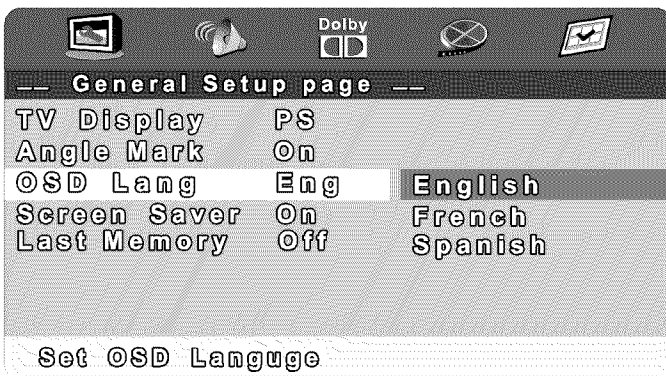 Dolby
-- General Setup page --
TV Display PS
Angle Mark On
OSD Lang Eng English
Screen Saver On French
Last Memory Off Spanish
Set OSD Languge